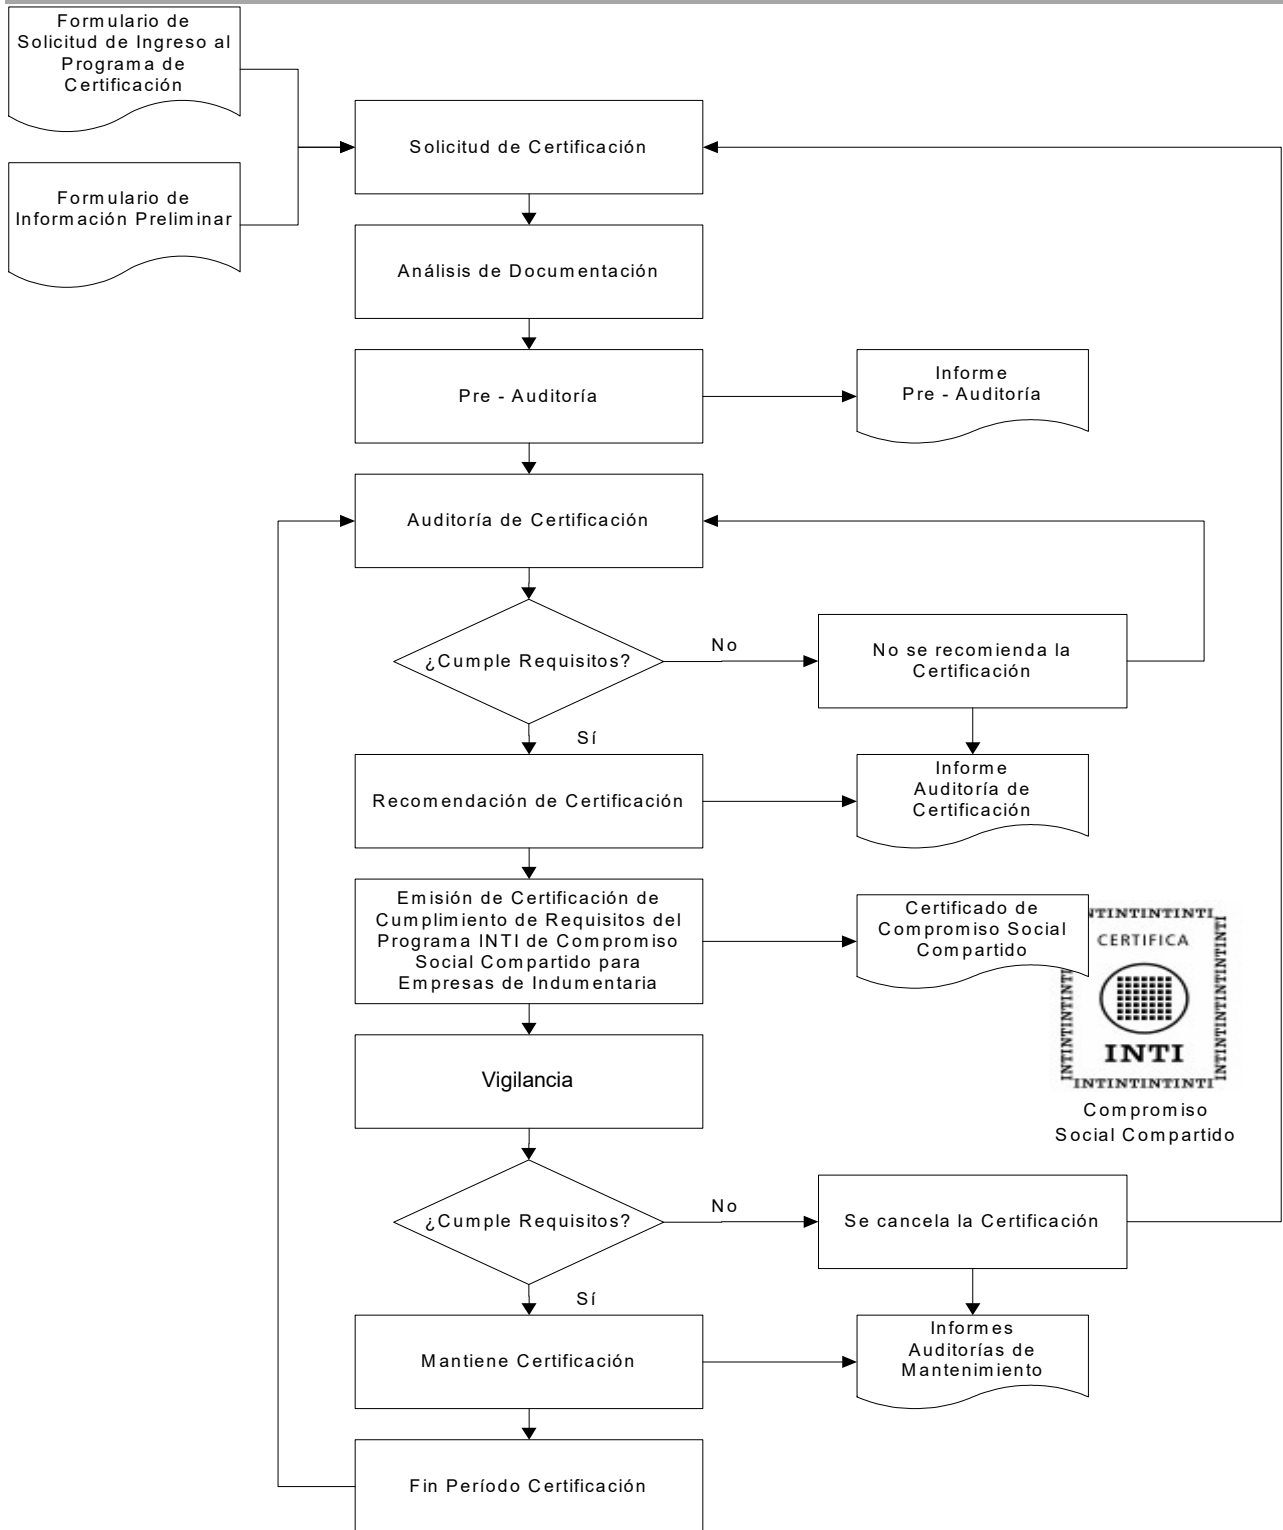 Formulario de
Solicitud de Ingreso al
Programa de
Certificación
Solicitud de Certificación
Formulario de
Información Preliminar
Análisis de Documentación
Pre - Auditoría
Informe
Pre - Auditoría
Auditoría de Certificación
¿Cumple Requisitos?
No
No se recomienda la
Certificación
Sí
Recomendación de Certificación
Informe
Auditoría de
Certificación
Emisión de Certificación de
Cumplimiento de Requisitos del
Programa INTI de Compromiso
Social Compartido para
Empresas de Indumentaria
Certificado de
Compromiso Social
Compartido
NTINTINTINTI
CERTIFICA
INTINTINTINTI
INTINTINTINTINTI
INTI
INTINTINTINTI
Compromiso
Social Compartido
Vigilancia
¿Cumple Requisitos?
No
Se cancela la Certificación
Sí
Mantiene Certificación
Informes
Auditorías de
Mantenimiento
Fin Período Certificación